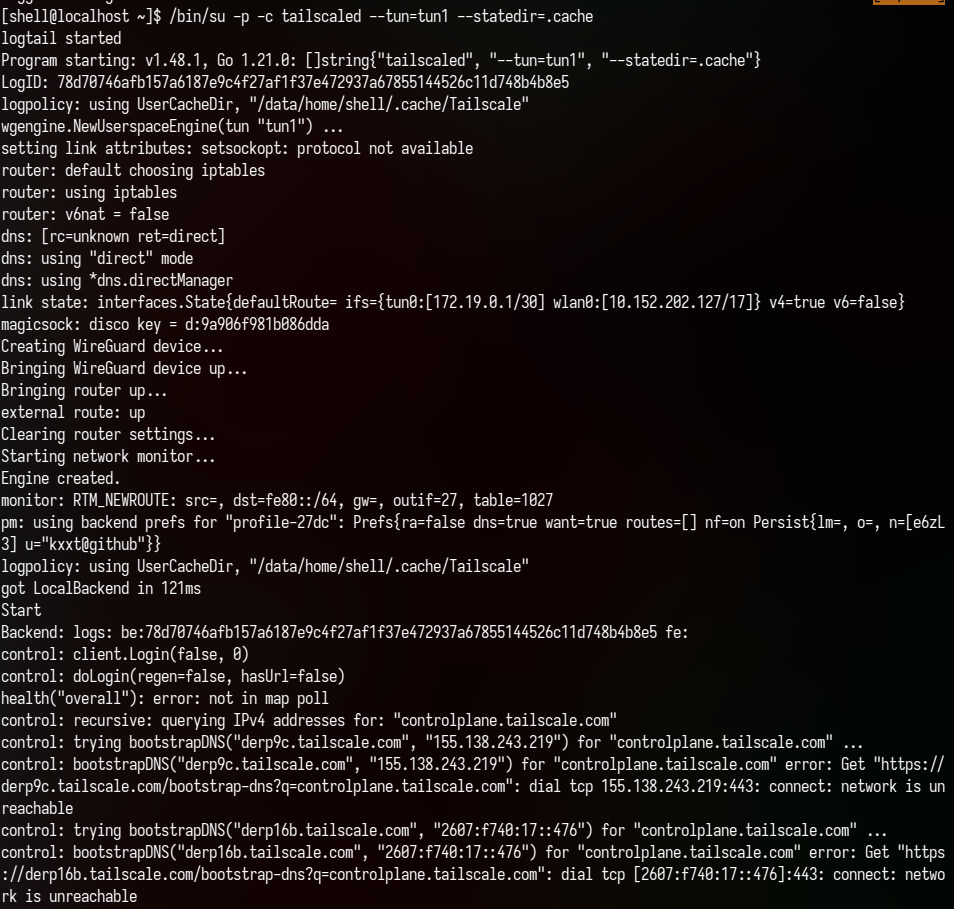 [shell@localhost ~]$ /bin/su -p -c tailscaled --tun=tun1 --statedir=.cache
logtail started
Program starting: v1.48.1, Go 1.21.0: []string{"tailscaled", "--tun=tun1", "--statedir=.cache"}
LogID: 78d70746afb157a6187e9c4f27af1f37e472937a67855144526c11d748b4b8e5
logpolicy: using UserCacheDir, "/data/home/shell/.cache/Tailscale"
wgengine.NewUserspaceEngine(tun "tun1") ...
setting link attributes: setsockopt: protocol not available
router: default choosing iptables
router: using iptables
router: v6nat = false
dns: [rc=unknown ret=direct]
dns: using "direct" mode
dns: using *dns.directManager
link state: interfaces.State{defaultRoute= ifs={tun0:[172.19.0.1/30] wlan0:[10.152.202.127/17]} v4=true v6=false}
magicsock: disco key = d:9a906f981b086dda
Creating WireGuard device...
Bringing WireGuard device up...
Bringing router up...
external route: up
Clearing router settings...
Starting network monitor...
Engine created.
monitor: RTM_NEWROUTE: src=, dst=fe80::/64, gw=, outif=27, table=1027
pm: using backend prefs for "profile-27dc": Prefs{ra=false dns=true want=true routes=[] nf=on Persist{lm=, o=, n=[e6zL
3] u="kxxt@github"}}
logpolicy: using UserCacheDir, "/data/home/shell/.cache/Tailscale"
got LocalBackend in 121ms
Start
Backend: logs: be:78d70746afb157a6187e9c4f27af1f37e472937a67855144526c11d748b4b8e5 fe:
control: client.Login(false, 0)
control: doLogin(regen=false, hasUrl=false)
health("overall"): error: not in map poll
control: recursive: querying IPv4 addresses for: "controlplane.tailscale.com"
control: trying bootstrapDNS("derp9c.tailscale.com", "155.138.243.219") for "controlplane.tailscale.com" ...
control: bootstrapDNS("derp9c.tailscale.com", "155.138.243.219") for "controlplane.tailscale.com" error: Get "https://
derp9c.tailscale.com/bootstrap-dns?q=controlplane.tailscale.com": dial tcp 155.138.243.219:443: connect: network is un
reachable
control: trying bootstrapDNS("derp16b.tailscale.com", "2607:f740:17::476") for "controlplane.tailscale.com" ...
control: bootstrapDNS("derp16b.tailscale.com", "2607:f740:17::476") for "controlplane.tailscale.com" error: Get "https
://derp16b.tailscale.com/bootstrap-dns?q=controlplane.tailscale.com": dial tcp [2607:f740:17::476]:443: connect: netwo
rk is unreachable